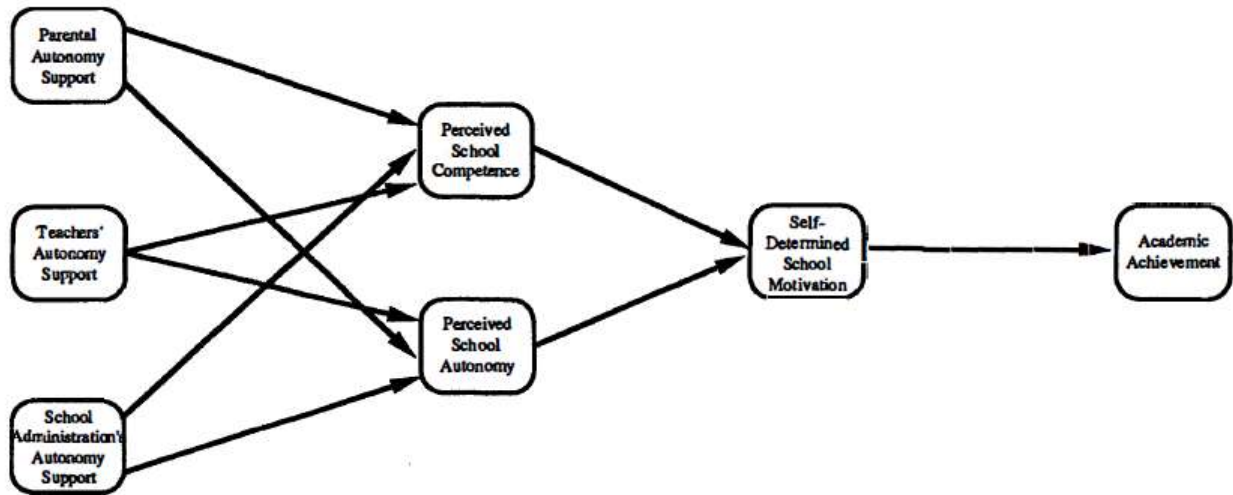 Parental
Autonomy
Support
Perceived
School
Competence
Teachers'
Autonomy
Support
Self-
Determined
School
Motivation
Academic
Achievement
Perceived
School
Autonomy
School
Administration's
Autonomy
Support